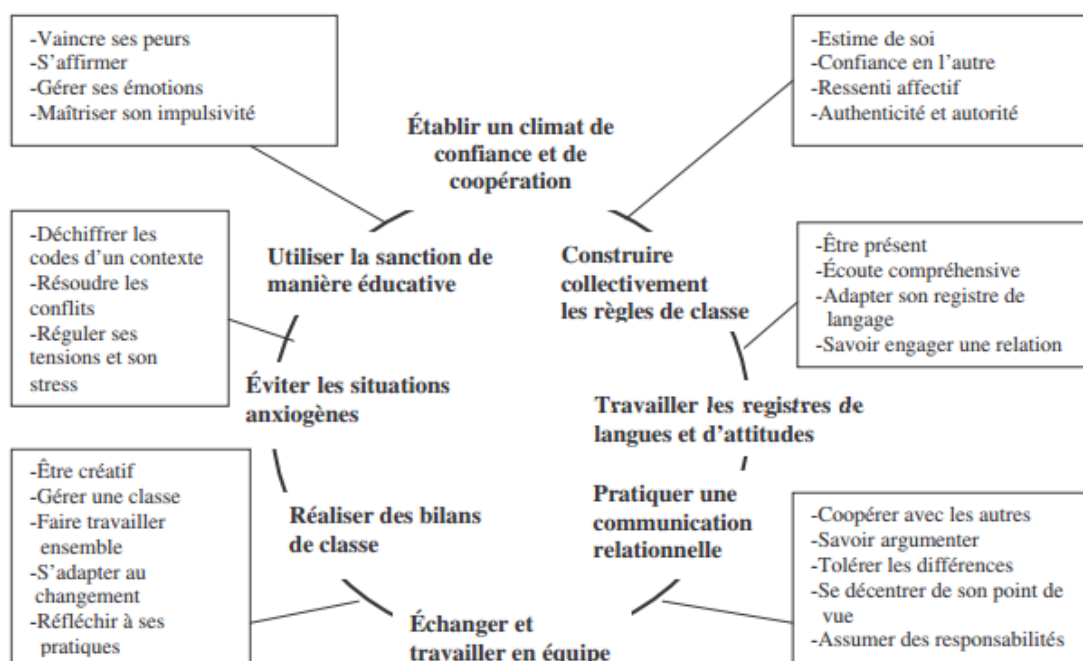 -Vaincre ses peurs
-S'affirmer
-Gérer ses émotions
-Maîtriser son impulsivité
-Estime de soi
-Confiance en l'autre
-Ressenti affectif
-Authenticité et autorité
Établir un climat de
confiance et de
coopération
-Déchiffrer les
codes d'un contexte
-Résoudre les
conflits
-Réguler ses
tensions et son
stress
Utiliser la sanction de
manière éducative
Construire
collectivement
les règles de classe
-Être présent
-Écoute compréhensive
-Adapter son registre de
langage
-Savoir engager une relation
Éviter les situations
anxiogènes
Travailler les registres de
langues et d'attitudes
-Être créatif
-Gérer une classe
-Faire travailler
ensemble
-S'adapter au
changement
-Réfléchir à ses
pratiques
Réaliser des bilans
de classe
Pratiquer une
communication
relationnelle
-Coopérer avec les autres
-Savoir argumenter
-Tolérer les différences
-Se décentrer de son point de
vue
-Assumer des responsabilités
Échanger et
travailler en équipe